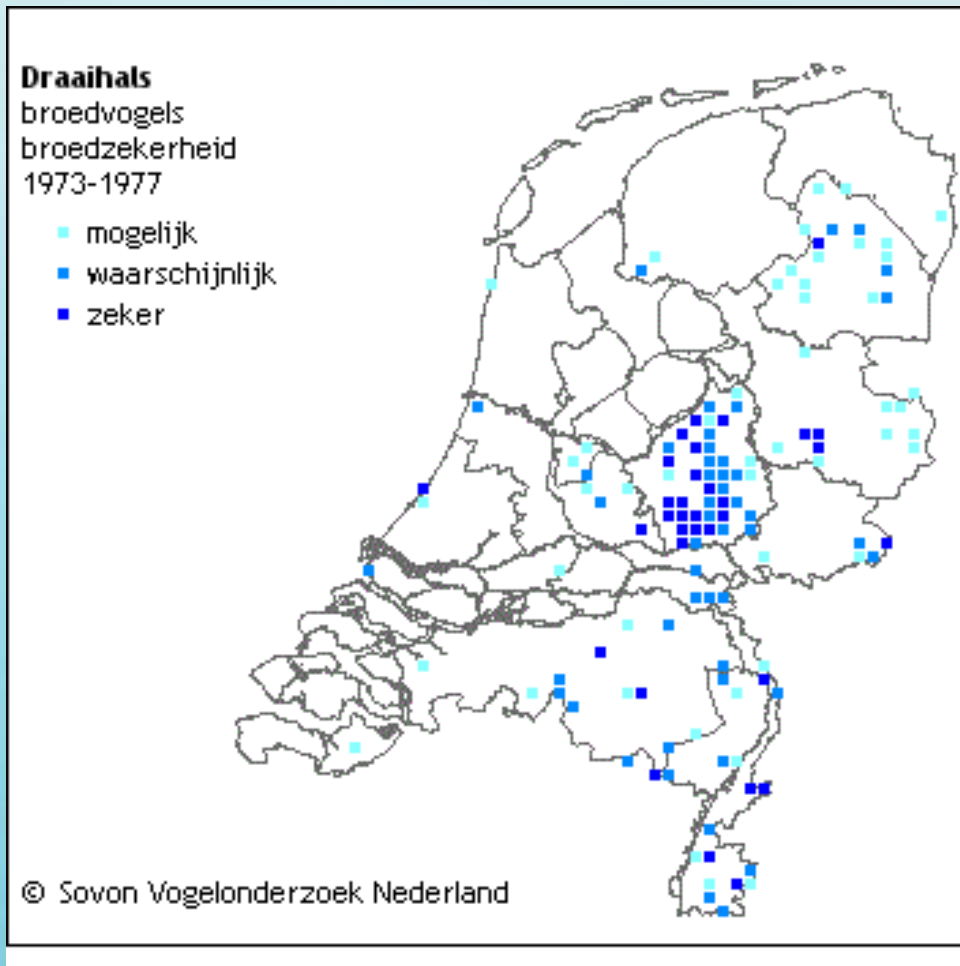 Draaihals
broedvogels
broedzekerheid
1973-1977
mogelijk
waarschijnlijk
zeker
© Sovon Vogelonderzoek Nederland